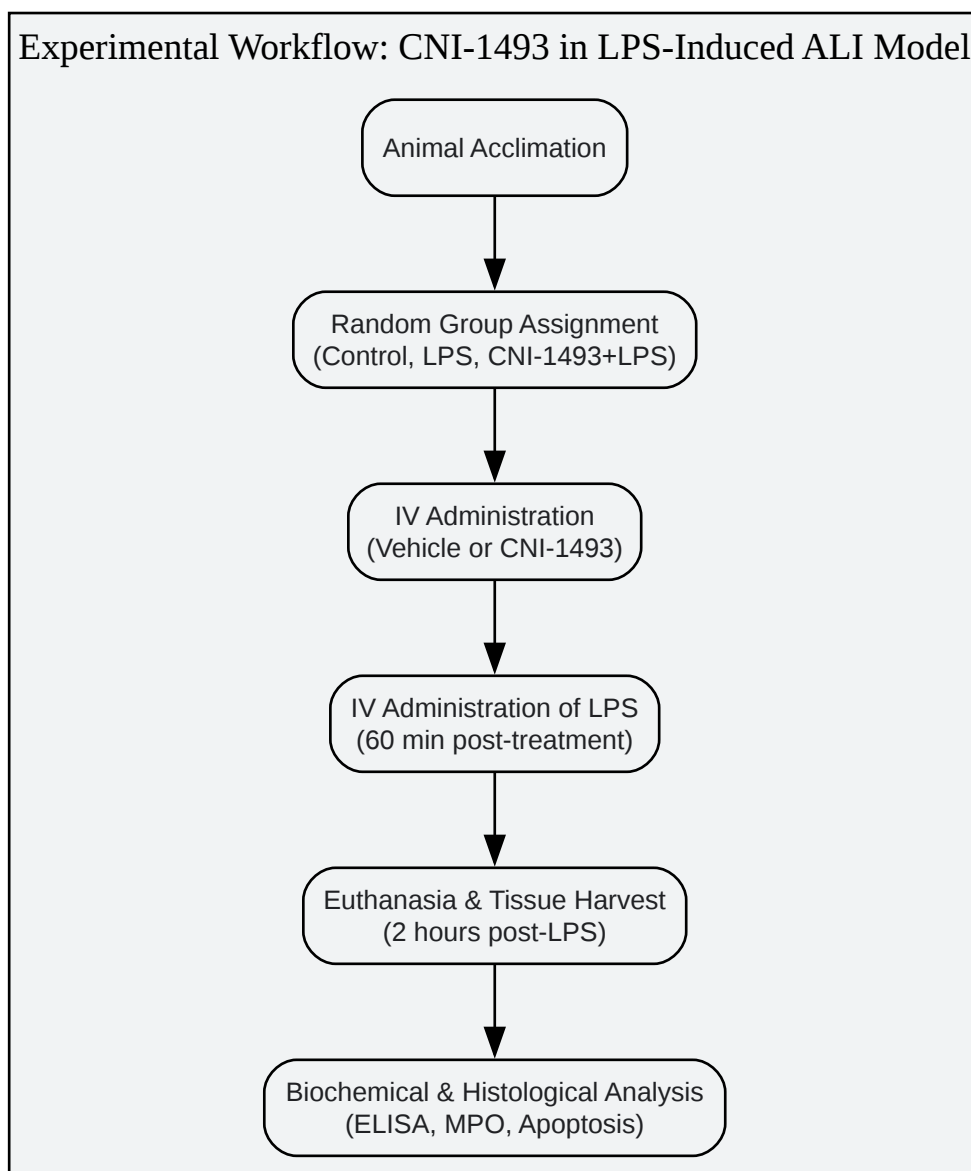 Experimental Workflow: CNI-1493 in LPS-Induced ALI Model
Animal Acclimation
Random Group Assignment
(Control, LPS, CNI-1493+LPS)
IV Administration
(Vehicle or CNI-1493)
IV Administration of LPS
(60 min post-treatment)
Euthanasia & Tissue Harvest
(2 hours post-LPS)
Biochemical & Histological Analysis
(ELISA, MPO, Apoptosis)